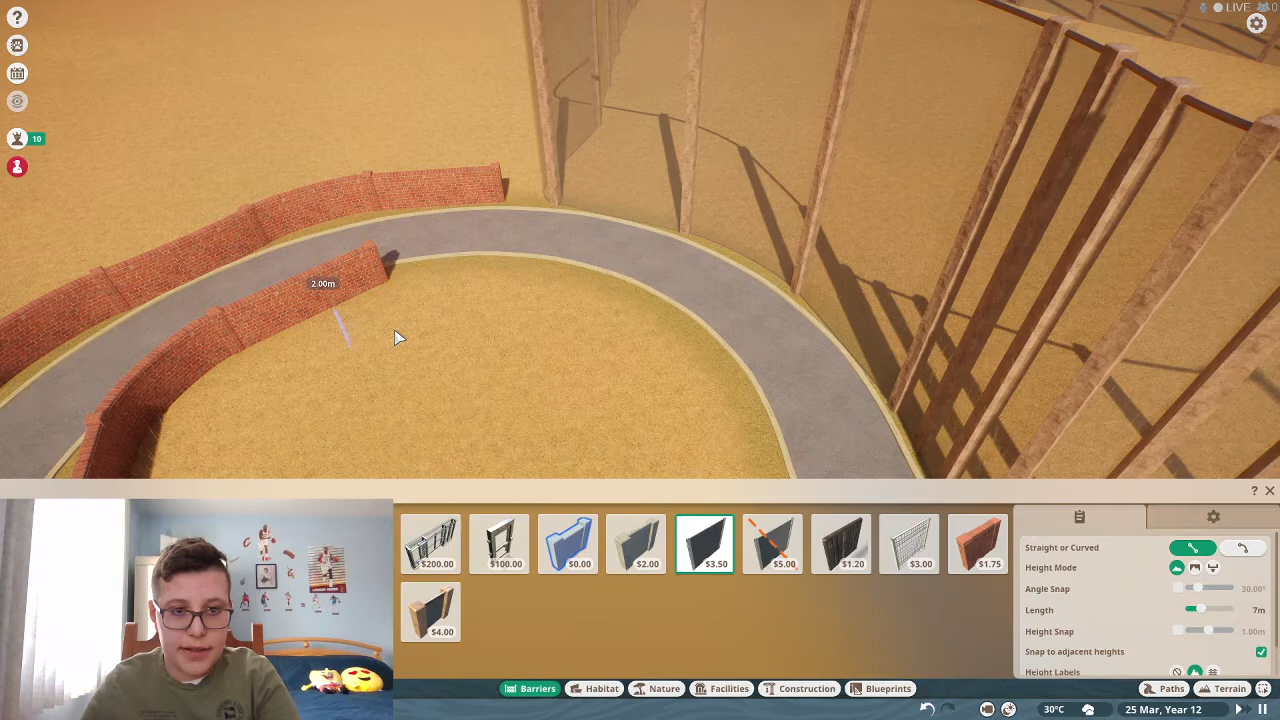 LIVE 0
10
2.00m
$200.00 $100.00 $0.00 $2.00 $3.50 $5.00 $1.20 $3.00 $1.75
$4.00
Straight or Curved
Height Mode
Angle Snap 30.00°
Length 7m
Height Snap 1.00m
Snap to adjacent heights
Height Labels
Barriers Habitat Nature Facilities Construction Blueprints Paths Terrain
30°C 25 Mar, Year 12